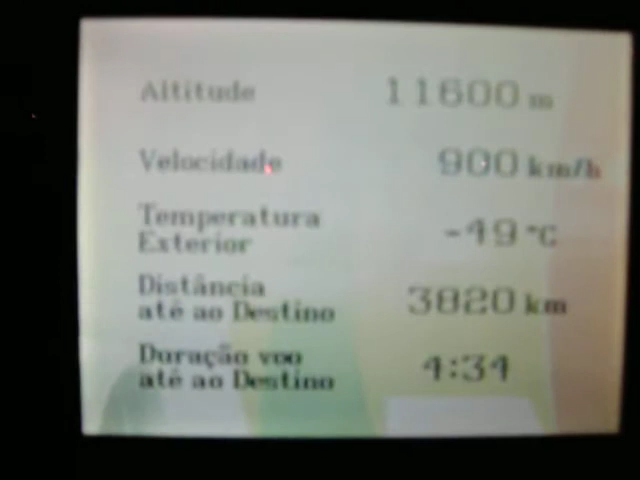 Altitude 11600 m
Velocidade 900 km/h
Temperatura
Exterior -49 °C
Distância
até ao Destino 3820 km
Duração voo
até ao Destino 4:34